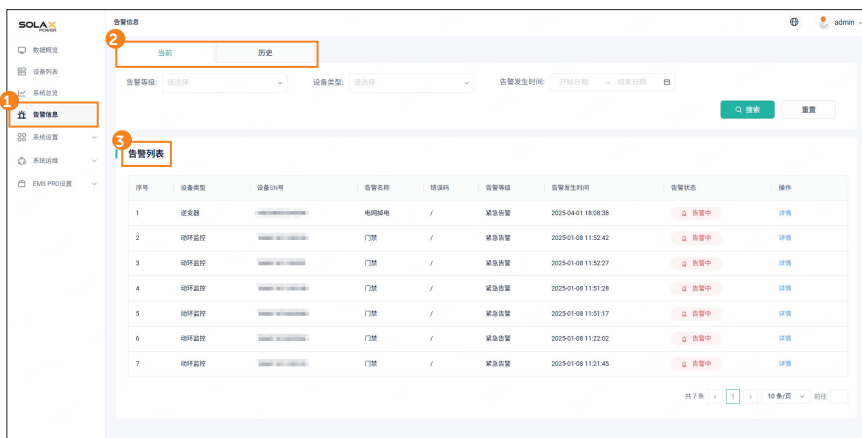 SOLAX POWER
告警信息
admin
数据概览
设备列表
系统总览
1
告警信息
系统设置
系统运维
EMS PRO设置
2
当前 历史
告警等级: 请选择 设备类型: 请选择 告警发生时间: 开始日期 - 结束日期
搜索 重置
3
告警列表
序号 设备类型 设备SN号 告警名称 错误码 告警等级 告警发生时间 告警状态 操作
1 逆变器 电网掉电 / 紧急告警 2025-04-01 18:08:38 告警中 详情
2 动环监控 门禁 / 紧急告警 2025-01-08 11:52:42 告警中 详情
3 动环监控 门禁 / 紧急告警 2025-01-08 11:52:27 告警中 详情
4 动环监控 门禁 / 紧急告警 2025-01-08 11:51:28 告警中 详情
5 动环监控 门禁 / 紧急告警 2025-01-08 11:51:17 告警中 详情
6 动环监控 门禁 / 紧急告警 2025-01-08 11:22:02 告警中 详情
7 动环监控 门禁 / 紧急告警 2025-01-08 11:21:45 告警中 详情
共 7 条 1 10 条/页 前往